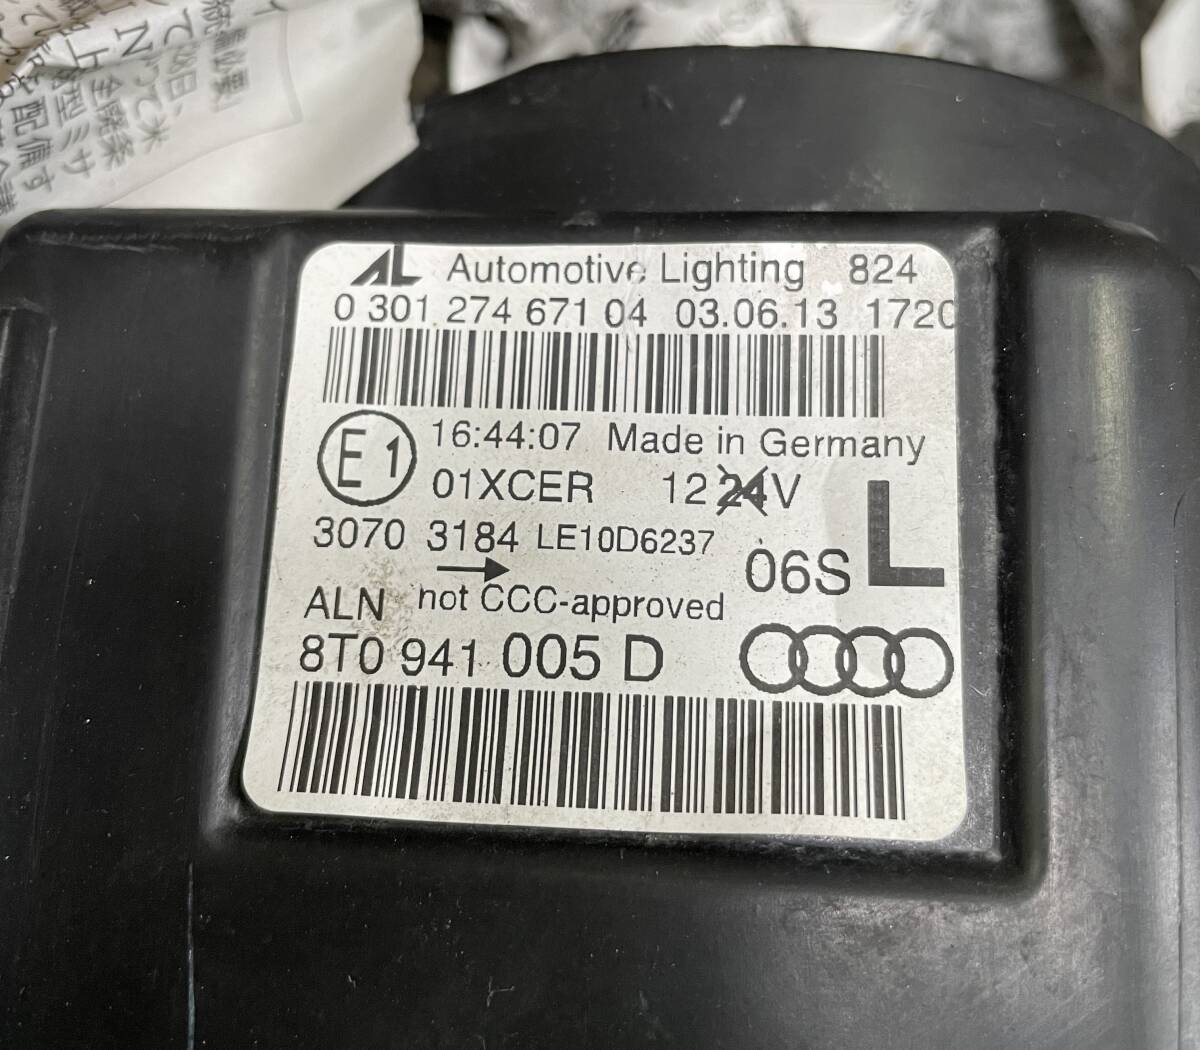 AL Automotive Lighting 824
0 301 274 671 04 03.06.13 1720
E1 16:44:07 Made in Germany
01XCER 12 24V
L
3070 3184 LE10D6237
06S
ALN not CCC-approved
8T0 941 005 D